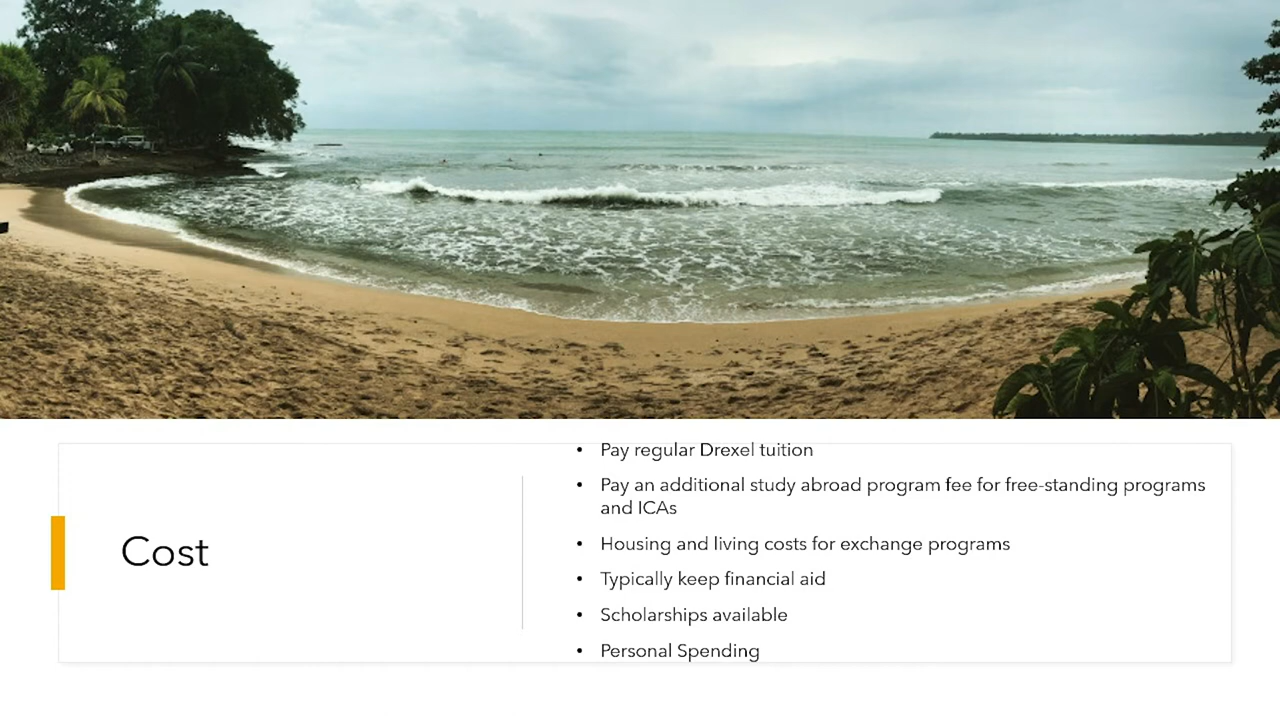 Cost
• Pay regular Drexel tuition
• Pay an additional study abroad program fee for free-standing programs
and ICAs
• Housing and living costs for exchange programs
• Typically keep financial aid
• Scholarships available
• Personal Spending